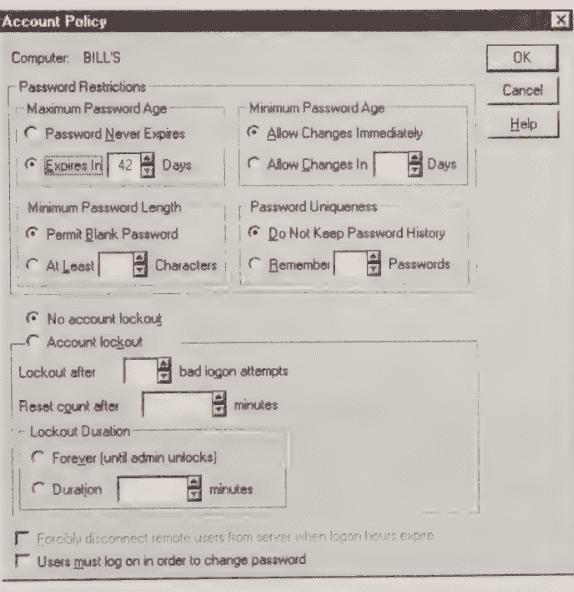 Account Policy
Computer: BILL'S
OK
Cancel
Help
Password Restrictions
Maximum Password Age
Password Never Expires
Expires In 42 Days
Minimum Password Age
Allow Changes Immediately
Allow Changes In Days
Minimum Password Length
Permit Blank Password
At Least Characters
Password Uniqueness
Do Not Keep Password History
Remember Passwords
No account lockout
Account lockout
Lockout after bad logon attempts
Reset count after minutes
Lockout Duration
Forever (until admin unlocks)
Duration minutes
Forcibly disconnect remote users from server when logon hours expire
Users must log on in order to change password